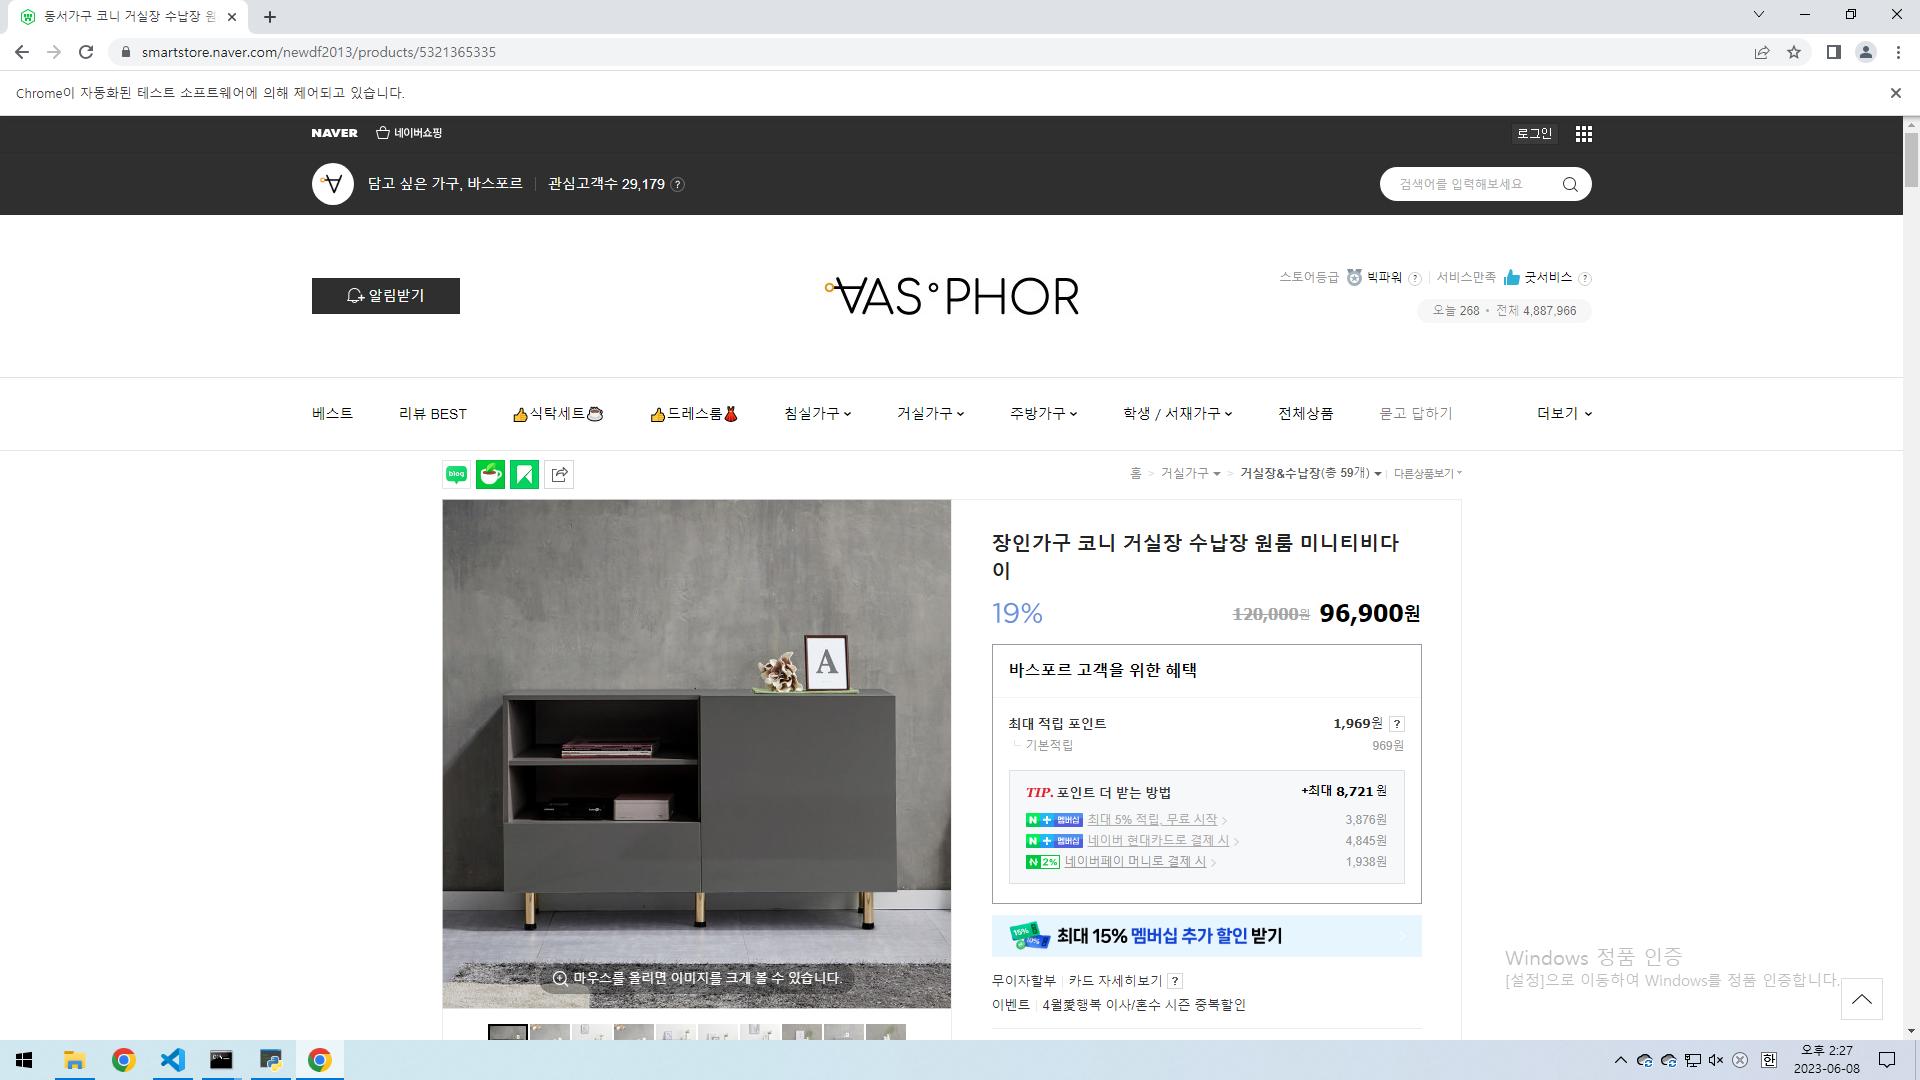 동서가구 코니 거실장 수납장 원
smartstore.naver.com/newdf2013/products/5321365335
Chrome이 자동화된 테스트 소프트웨어에 의해 제어되고 있습니다.
NAVER 네이버쇼핑
로그인
담고 싶은 가구, 바스포르 관심고객수 29,179 ?
검색어를 입력해보세요
알림받기
VAS°PHOR
스토어등급 빅파워 ? 서비스만족 굿서비스 ?
오늘 268 • 전체 4,887,966
베스트 리뷰 BEST 👍식탁세트☕ 👍드레스룸👗 침실가구 거실가구 주방가구 학생 / 서재가구 전체상품 묻고 답하기 더보기
blog
홈 > 거실가구 > 거실장&수납장(총 59개) 다른상품보기
장인가구 코니 거실장 수납장 원룸 미니티비다
이
19% 120,000원 96,900원
A
바스포르 고객을 위한 혜택
최대 적립 포인트 1,969원 ?
기본적립 969원
TIP. 포인트 더 받는 방법 +최대 8,721 원
N + 멤버십 최대 5% 적립, 무료 시작 > 3,876원
N + 멤버십 네이버 현대카드로 결제 시 > 4,845원
N 2% 네이버페이 머니로 결제 시 > 1,938원
15% 10% 최대 15% 멤버십 추가 할인 받기
마우스를 올리면 이미지를 크게 볼 수 있습니다.
무이자할부 카드 자세히보기 ?
이벤트 4월愛행복 이사/혼수 시즌 중복할인
Windows 정품 인증
[설정]으로 이동하여 Windows를 정품 인증합니다.
한
오후 2:27
2023-06-08